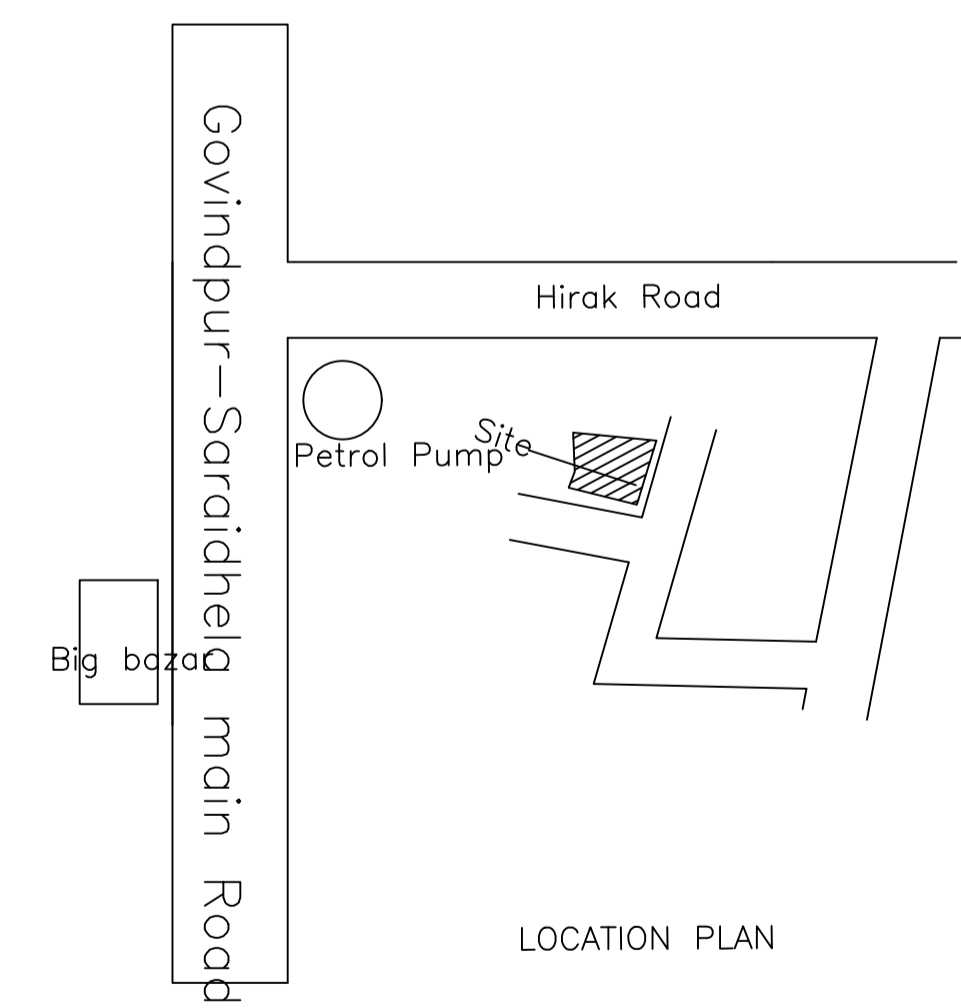 Govindpur-Saraidhela main Road
Hirak Road
Site
Petrol Pump
Big bazar
LOCATION PLAN